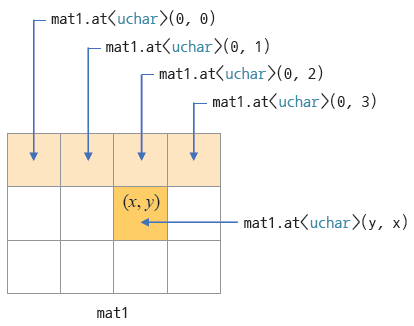 mat1.at<uchar>(0, 0)
mat1.at<uchar>(0, 1)
mat1.at<uchar>(0, 2)
mat1.at<uchar>(0, 3)
(x, y)
mat1.at<uchar>(y, x)
mat1